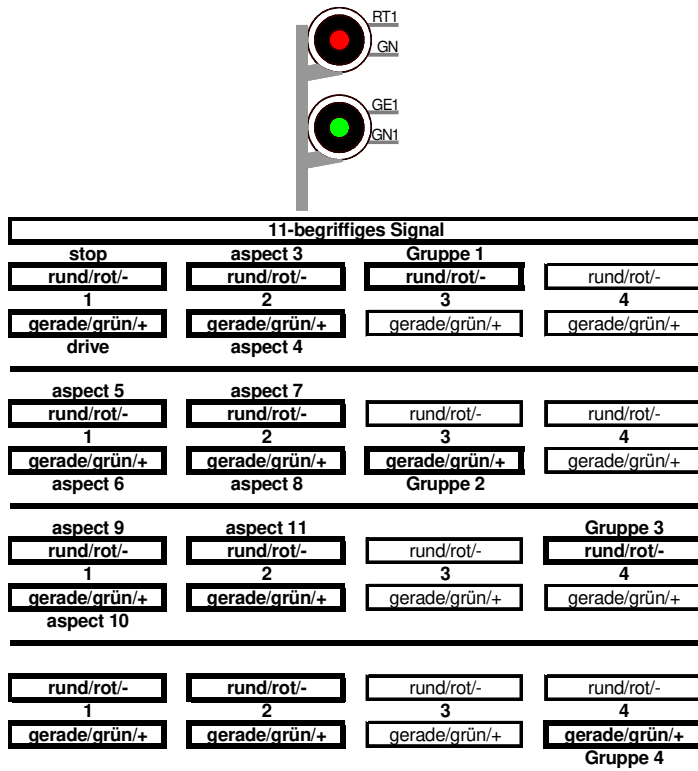 RT1
GN
GE1
GN1
11-begriffiges Signal
stop aspect 3 Gruppe 1
rund/rot/- rund/rot/- rund/rot/- rund/rot/-
1 2 3 4
gerade/grün/+ gerade/grün/+ gerade/grün/+ gerade/grün/+
drive aspect 4
aspect 5 aspect 7
rund/rot/- rund/rot/- rund/rot/- rund/rot/-
1 2 3 4
gerade/grün/+ gerade/grün/+ gerade/grün/+ gerade/grün/+
aspect 6 aspect 8 Gruppe 2
aspect 9 aspect 11 Gruppe 3
rund/rot/- rund/rot/- rund/rot/- rund/rot/-
1 2 3 4
gerade/grün/+ gerade/grün/+ gerade/grün/+ gerade/grün/+
aspect 10
rund/rot/- rund/rot/- rund/rot/- rund/rot/-
1 2 3 4
gerade/grün/+ gerade/grün/+ gerade/grün/+ gerade/grün/+
Gruppe 4